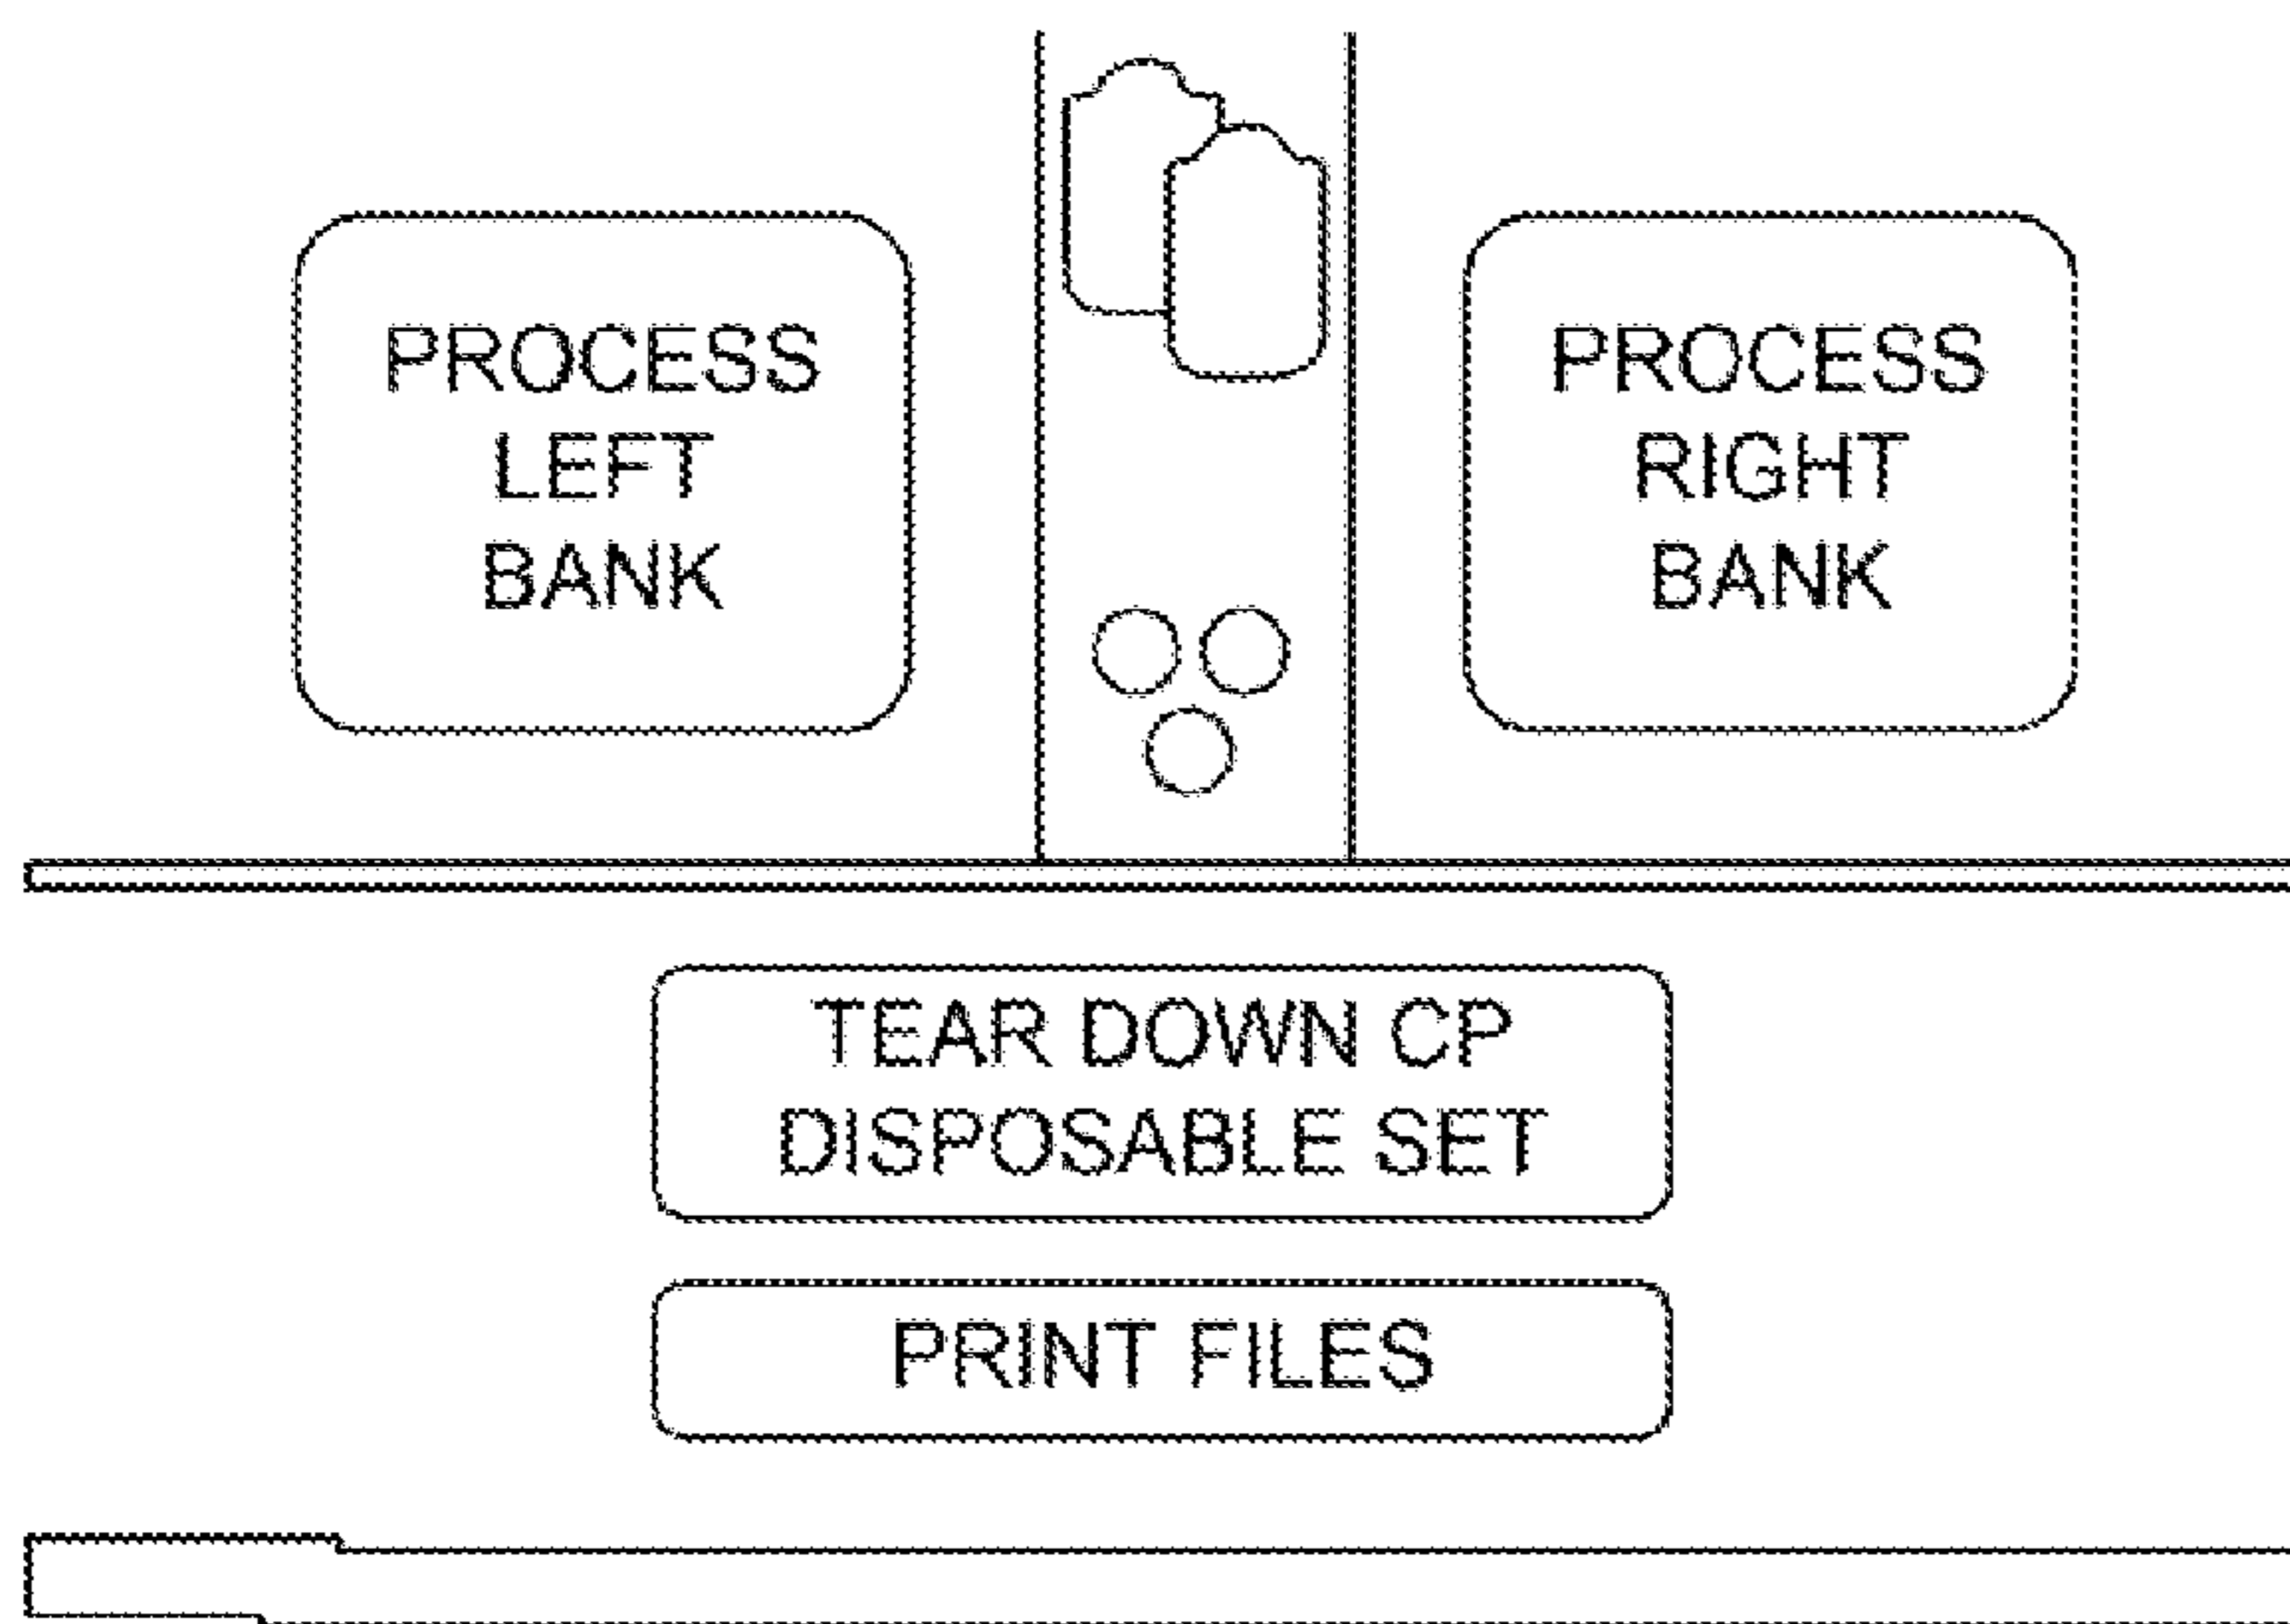 PROCESS
LEFT
BANK
PROCESS
RIGHT
BANK
TEAR DOWN CP
DISPOSABLE SET
PRINT FILES